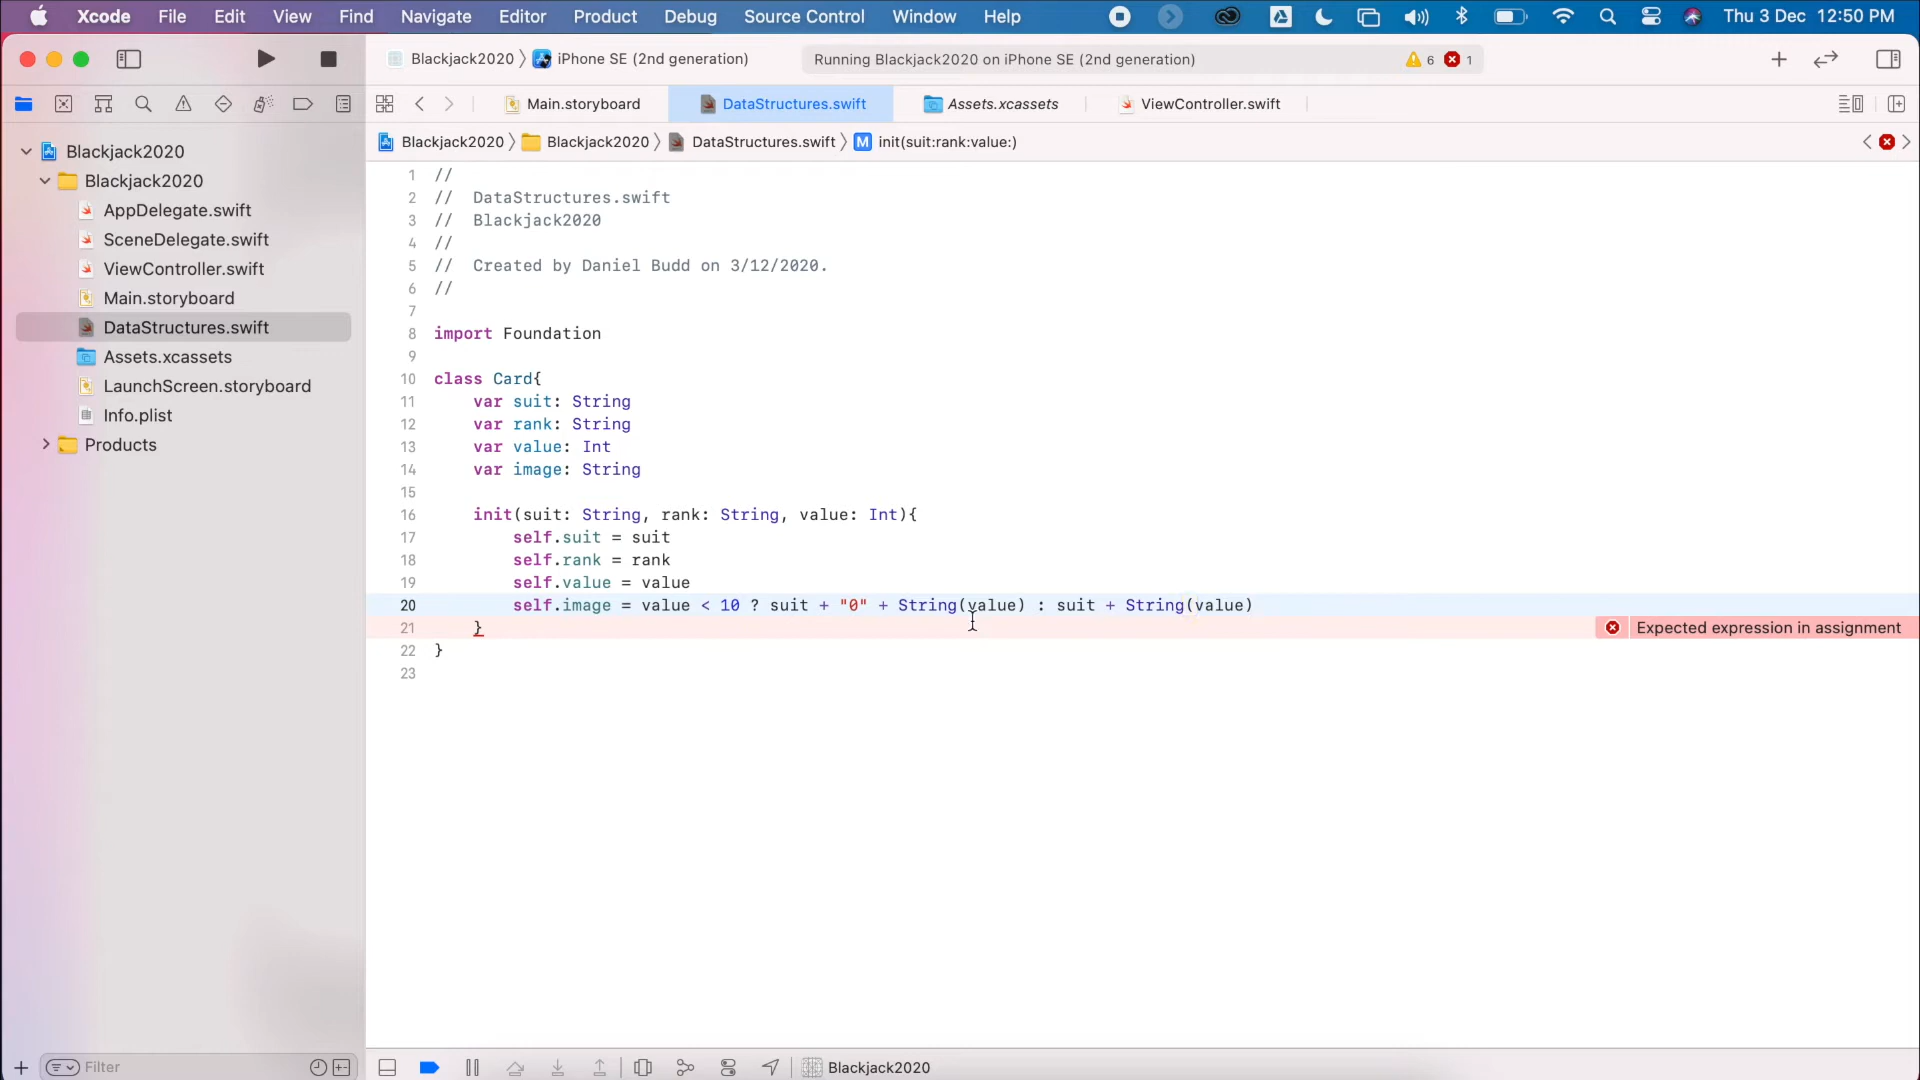 Xcode File Edit View Find Navigate Editor Product Debug Source Control Window Help Thu 3 Dec 12:50 PM
Blackjack2020 iPhone SE (2nd generation) Running Blackjack2020 on iPhone SE (2nd generation) 6 1
Main.storyboard DataStructures.swift Assets.xcassets ViewController.swift
Blackjack2020 Blackjack2020 DataStructures.swift M init(suit:rank:value:)
Blackjack2020
Blackjack2020
AppDelegate.swift
SceneDelegate.swift
ViewController.swift
Main.storyboard
DataStructures.swift
Assets.xcassets
LaunchScreen.storyboard
Info.plist
Products
1 //
2 // DataStructures.swift
3 // Blackjack2020
4 //
5 // Created by Daniel Budd on 3/12/2020.
6 //
7
8 import Foundation
9
10 class Card{
11 var suit: String
12 var rank: String
13 var value: Int
14 var image: String
15
16 init(suit: String, rank: String, value: Int){
17 self.suit = suit
18 self.rank = rank
19 self.value = value
20 self.image = value < 10 ? suit + "0" + String(value) : suit + String(value)
21 } Expected expression in assignment
22 }
23
Filter Blackjack2020